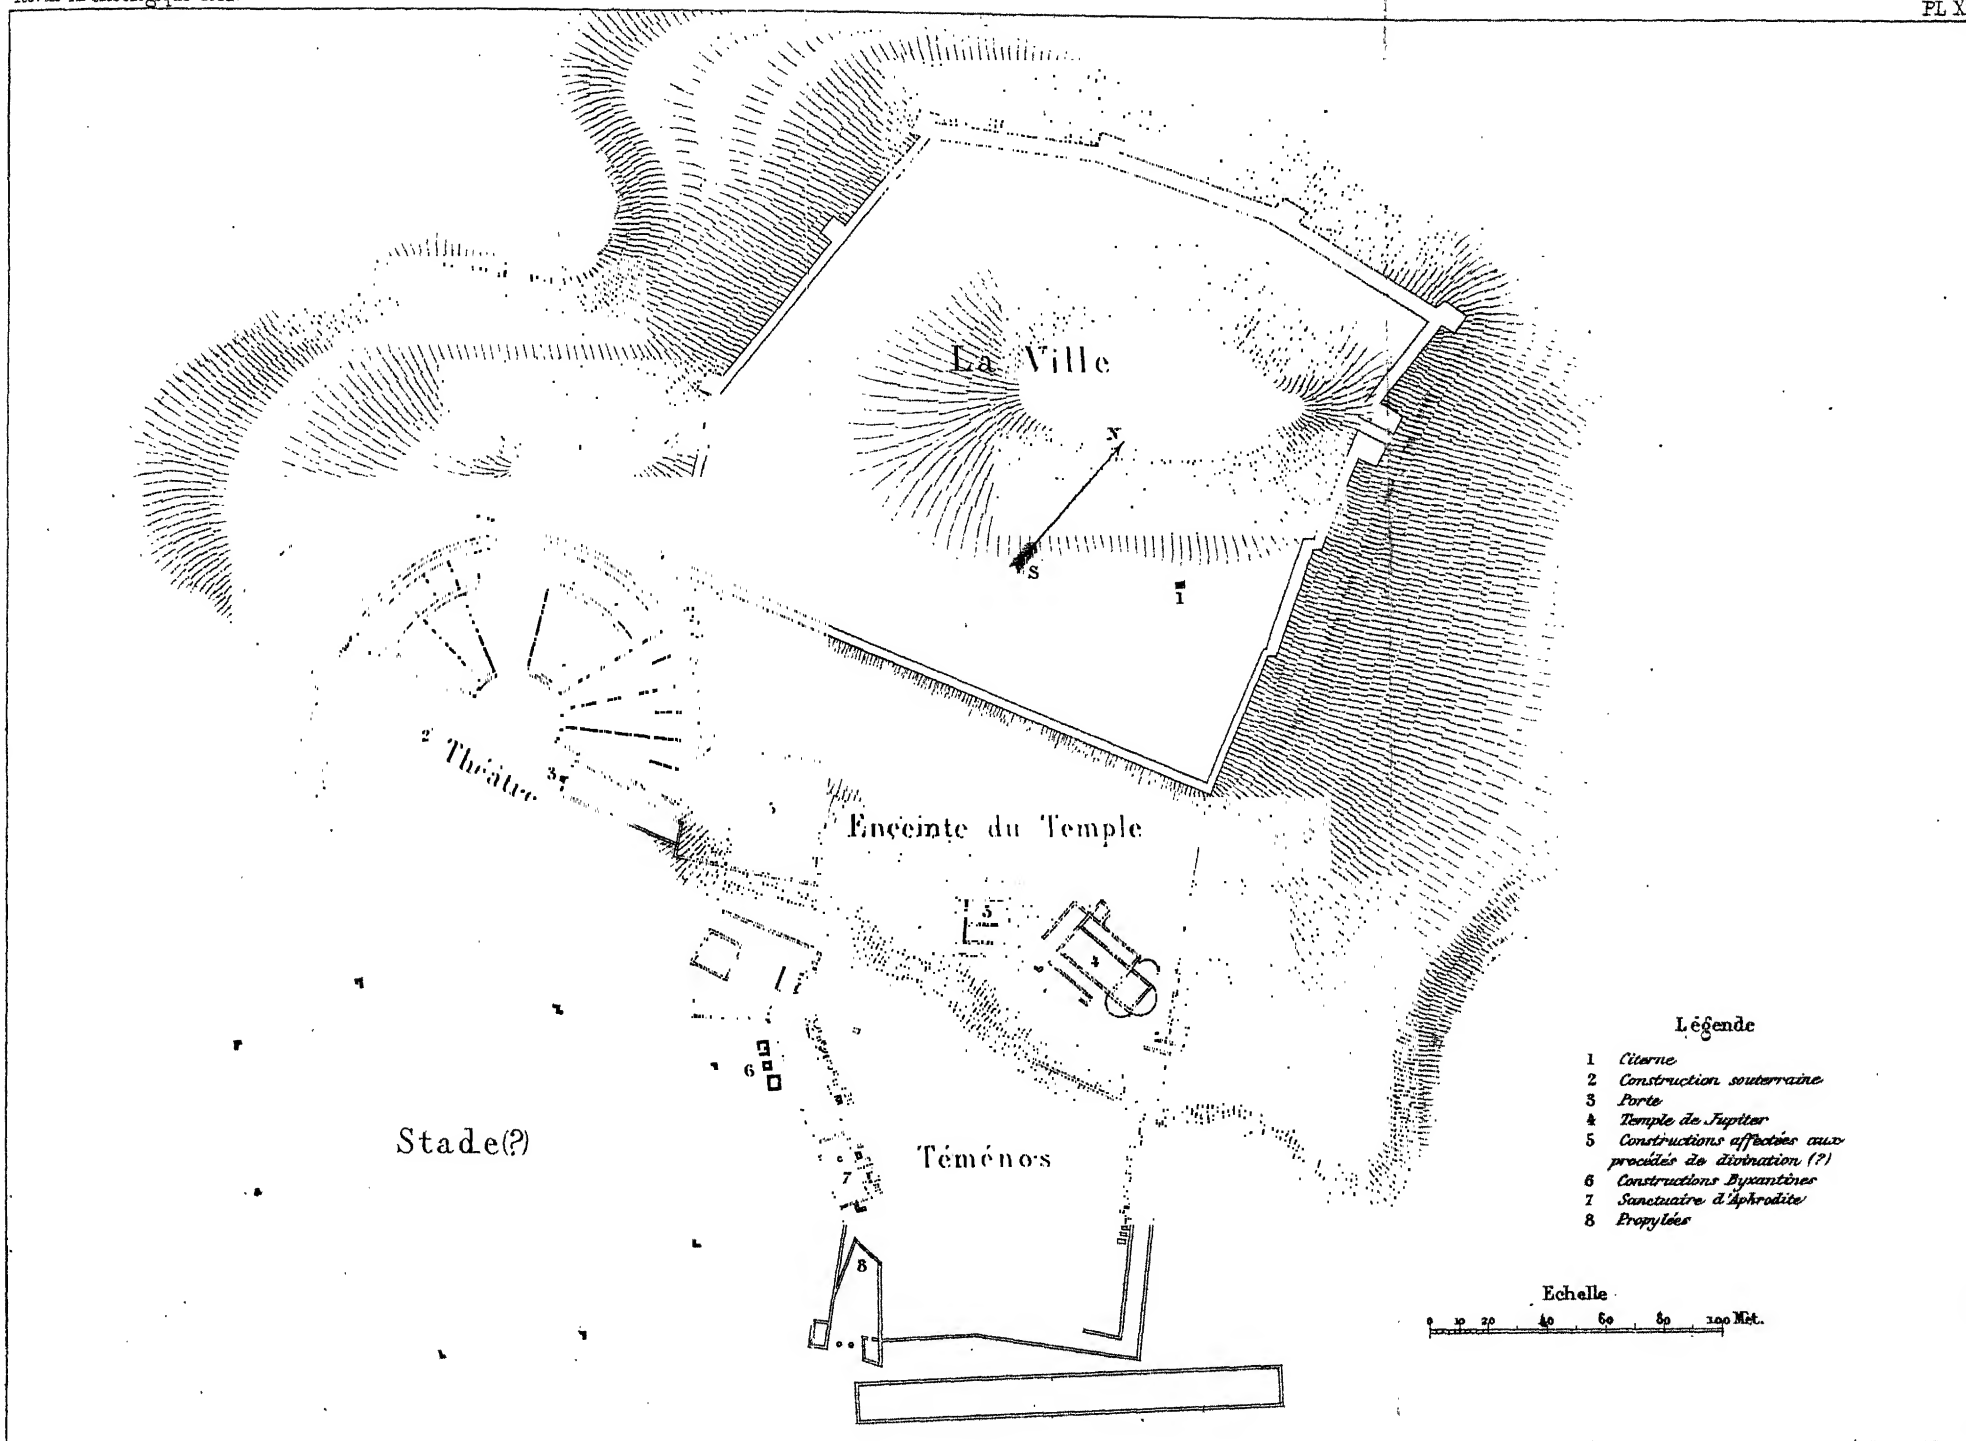 PL X
La Ville
N
S
1
2 Théâtre
3
5
Enceinte du Temple
5
4
6
Stade(?)
7
Téménos
8
Légende
1 Citerne
2 Construction souterraine
3 Porte
4 Temple de Jupiter
5 Constructions affectées aux
procédés de divination (?)
6 Constructions Byzantines
7 Sanctuaire d'Aphrodite
8 Propylées
Echelle
0 10 20 40 60 80 100 Mèt.